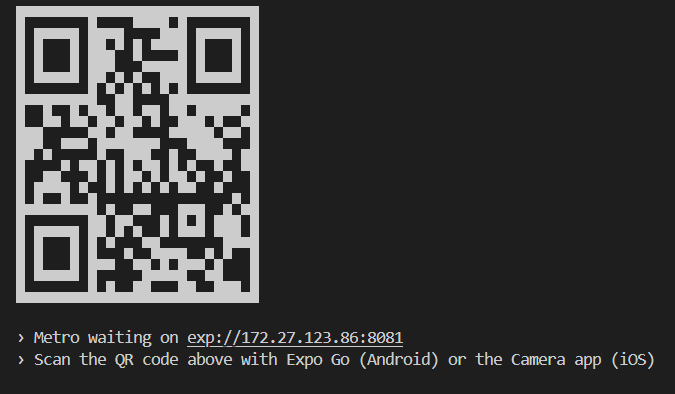 › Metro waiting on exp://172.27.123.86:8081
› Scan the QR code above with Expo Go (Android) or the Camera app (iOS)